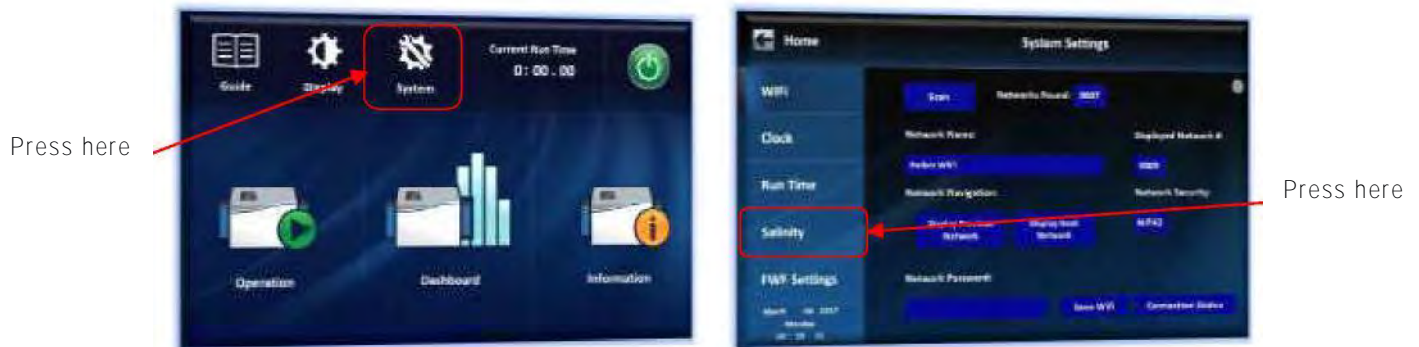 Press here
Guide
Display
System
Current Run Time
0:00.00
Operation
Dashboard
Information
Home
System Settings
WIFI
Clock
Run Time
Salinity
FWF Settings
Scan
Networks Found:
Network Name:
Displayed Network #
Network Navigation:
Network Security
Display Previous
Network
Display Next
Network
Network Password:
Save WiFi
Connection Status
Press here